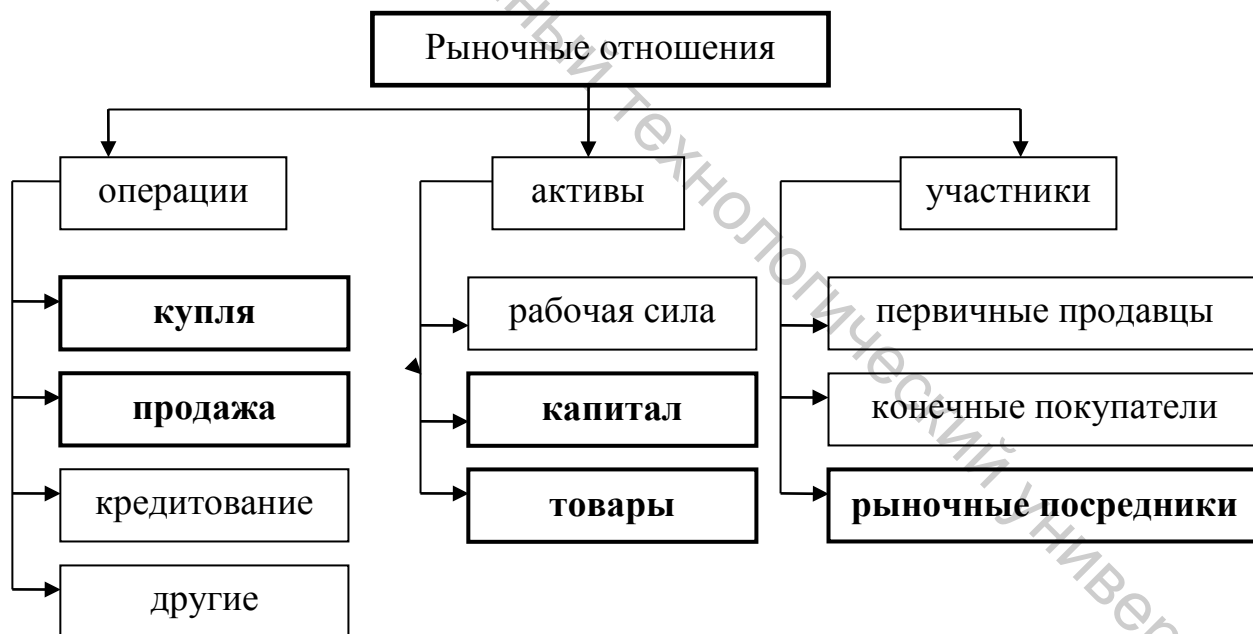 Рыночные отношения
операции
активы
участники
купля
рабочая сила
первичные продавцы
продажа
капитал
конечные покупатели
кредитование
товары
рыночные посредники
другие
технологический